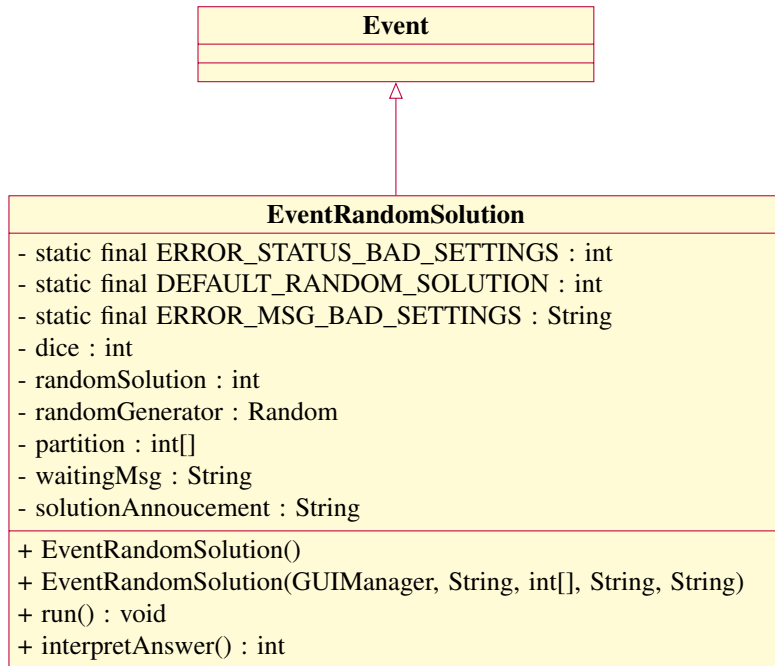 Event
EventRandomSolution
- static final ERROR_STATUS_BAD_SETTINGS : int
- static final DEFAULT_RANDOM_SOLUTION : int
- static final ERROR_MSG_BAD_SETTINGS : String
- dice : int
- randomSolution : int
- randomGenerator : Random
- partition : int[]
- waitingMsg : String
- solutionAnnoucement : String
+ EventRandomSolution()
+ EventRandomSolution(GUIManager, String, int[], String, String)
+ run() : void
+ interpretAnswer() : int